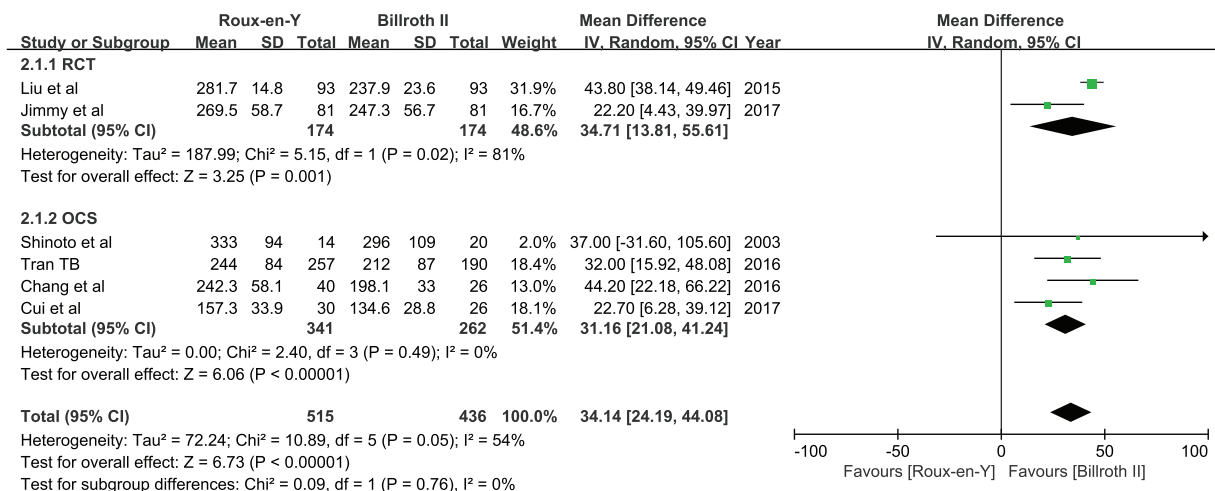 Roux-en-Y Billroth II Mean Difference Mean Difference
Study or Subgroup Mean SD Total Mean SD Total Weight IV, Random, 95% CI Year IV, Random, 95% CI
2.1.1 RCT
Liu et al 281.7 14.8 93 237.9 23.6 93 31.9% 43.80 [38.14, 49.46] 2015
Jimmy et al 269.5 58.7 81 247.3 56.7 81 16.7% 22.20 [4.43, 39.97] 2017
Subtotal (95% CI) 174 174 48.6% 34.71 [13.81, 55.61]
Heterogeneity: Tau² = 187.99; Chi² = 5.15, df = 1 (P = 0.02); I² = 81%
Test for overall effect: Z = 3.25 (P = 0.001)
2.1.2 OCS
Shinoto et al 333 94 14 296 109 20 2.0% 37.00 [-31.60, 105.60] 2003
Tran TB 244 84 257 212 87 190 18.4% 32.00 [15.92, 48.08] 2016
Chang et al 242.3 58.1 40 198.1 33 26 13.0% 44.20 [22.18, 66.22] 2016
Cui et al 157.3 33.9 30 134.6 28.8 26 18.1% 22.70 [6.28, 39.12] 2017
Subtotal (95% CI) 341 262 51.4% 31.16 [21.08, 41.24]
Heterogeneity: Tau² = 0.00; Chi² = 2.40, df = 3 (P = 0.49); I² = 0%
Test for overall effect: Z = 6.06 (P < 0.00001)
Total (95% CI) 515 436 100.0% 34.14 [24.19, 44.08]
Heterogeneity: Tau² = 72.24; Chi² = 10.89, df = 5 (P = 0.05); I² = 54%
Test for overall effect: Z = 6.73 (P < 0.00001)
Test for subgroup differences: Chi² = 0.09, df = 1 (P = 0.76), I² = 0%
-100 -50 0 50 100
Favours [Roux-en-Y] Favours [Billroth II]